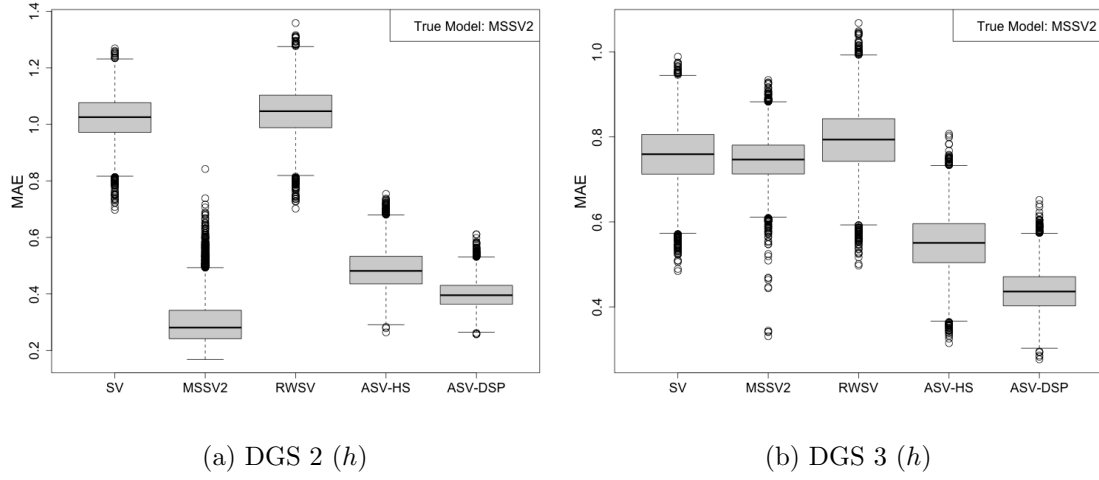 True Model: MSSV2
MAE
1.4
1.2
1.0
0.8
0.6
0.4
0.2
SV MSSV2 RWSV ASV-HS ASV-DSP
(a) DGS 2 (h)
True Model: MSSV2
MAE
1.0
0.8
0.6
0.4
SV MSSV2 RWSV ASV-HS ASV-DSP
(b) DGS 3 (h)